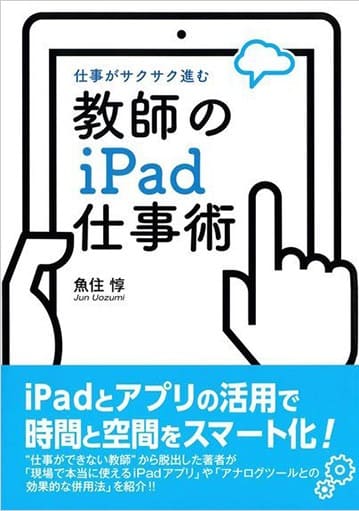 仕事がサクサク進む
教師の
iPad
仕事術
魚住 惇
Jun Uozumi
iPadとアプリの活用で
時間と空間をスマート化!
“仕事ができない教師”から脱出した著者が
「現場で本当に使えるiPadアプリ」や「アナログツールとの
効果的な併用法」を紹介!!